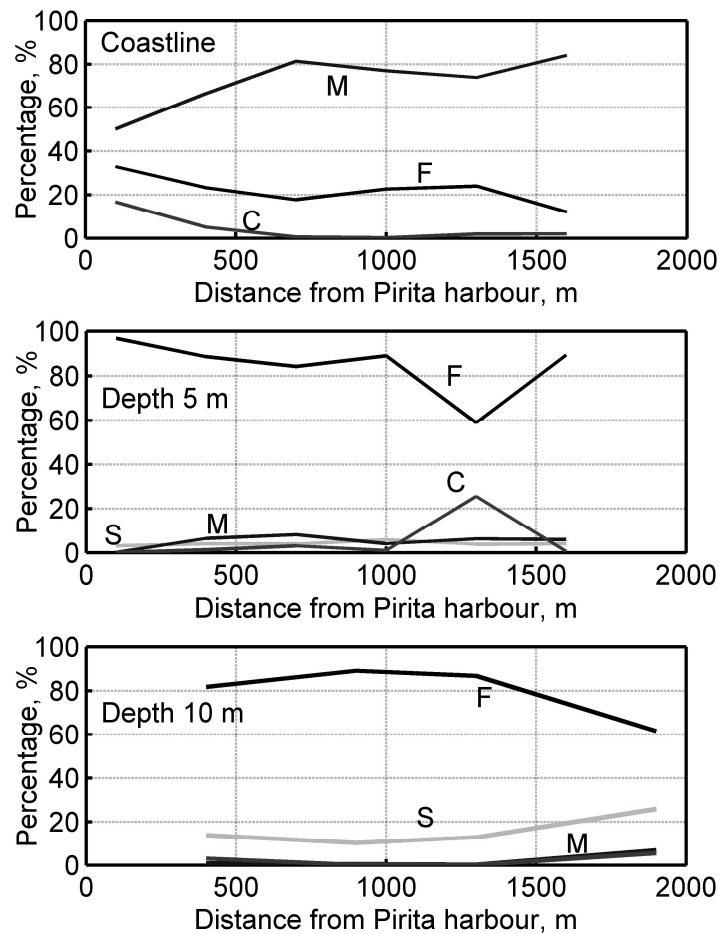 100
Coastline
80
M
60
40
F
20
C
0
0 500 1000 1500 2000
Percentage, %
Distance from Pirita harbour, m
100
80
F
Depth 5 m
60
40
C
20
S M
0
0 500 1000 1500 2000
Percentage, %
Distance from Pirita harbour, m
100
80
F
Depth 10 m
60
40
S
20
M
0
0 500 1000 1500 2000
Percentage, %
Distance from Pirita harbour, m